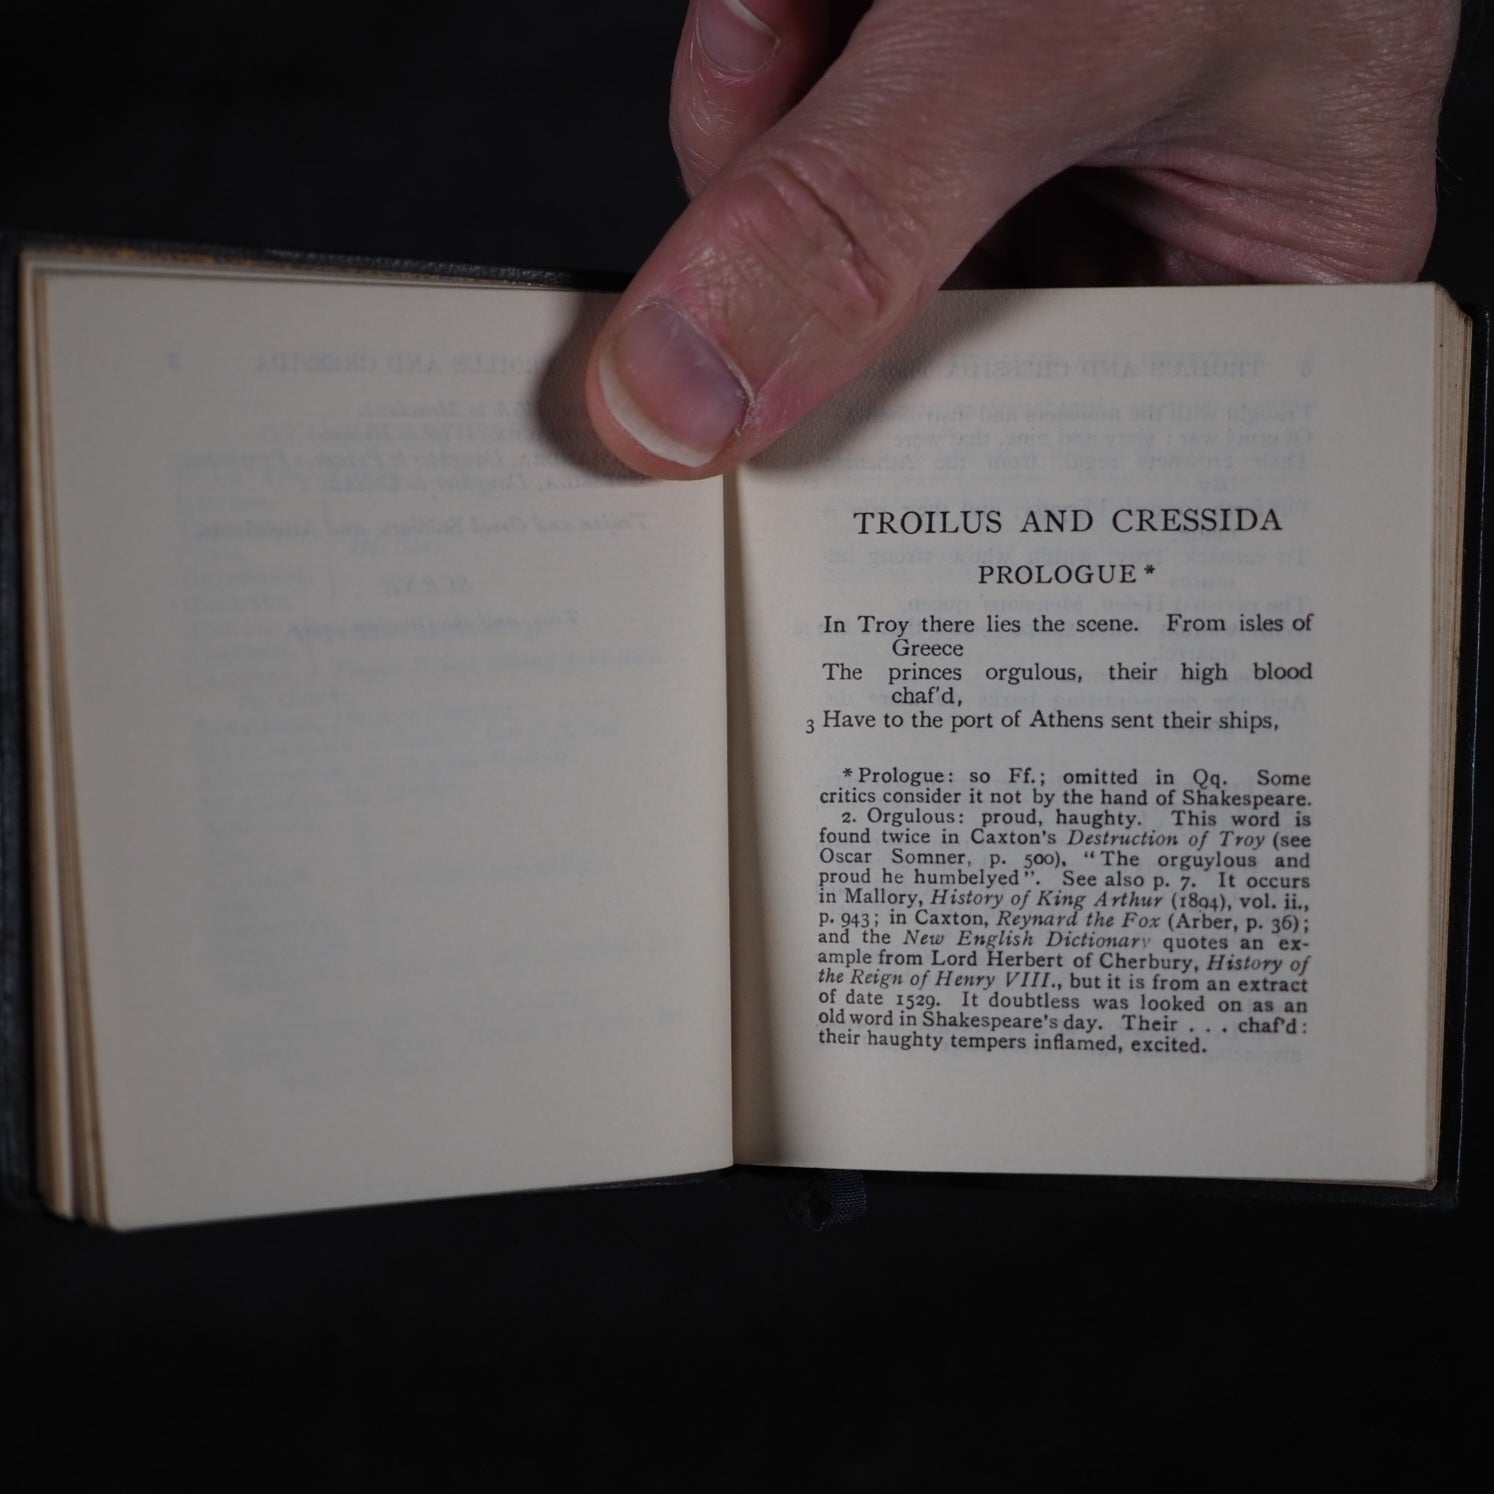 TROILUS AND CRESSIDA
PROLOGUE*
In Troy there lies the scene. From isles of
Greece
The princes orgulous, their high blood
chaf'd,
3 Have to the port of Athens sent their ships,
* Prologue: so Ff.; omitted in Qq. Some
critics consider it not by the hand of Shakespeare.
2. Orgulous: proud, haughty. This word is
found twice in Caxton's Destruction of Troy (see
Oscar Somner, p. 500), "The orguylous and
proud he humbelyed". See also p. 7. It occurs
in Mallory, History of King Arthur (1894), vol. ii.,
p. 943; in Caxton, Reynard the Fox (Arber, p. 36);
and the New English Dictionary quotes an ex-
ample from Lord Herbert of Cherbury, History of
the Reign of Henry VIII., but it is from an extract
of date 1529. It doubtless was looked on as an
old word in Shakespeare's day. Their . . . chaf'd:
their haughty tempers inflamed, excited.